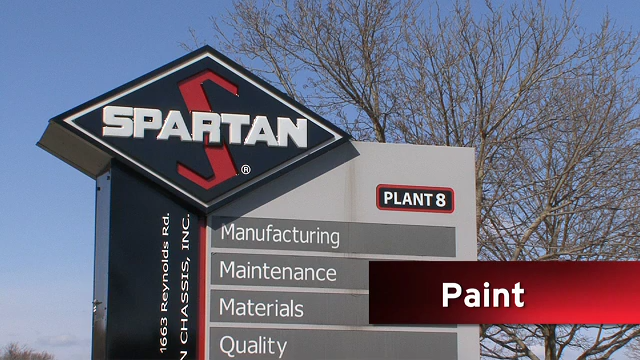 SPARTAN
®
PLANT 8
Manufacturing
Maintenance
Materials
Quality
1663 Reynolds Rd.
N CHASSIS, INC.
Paint